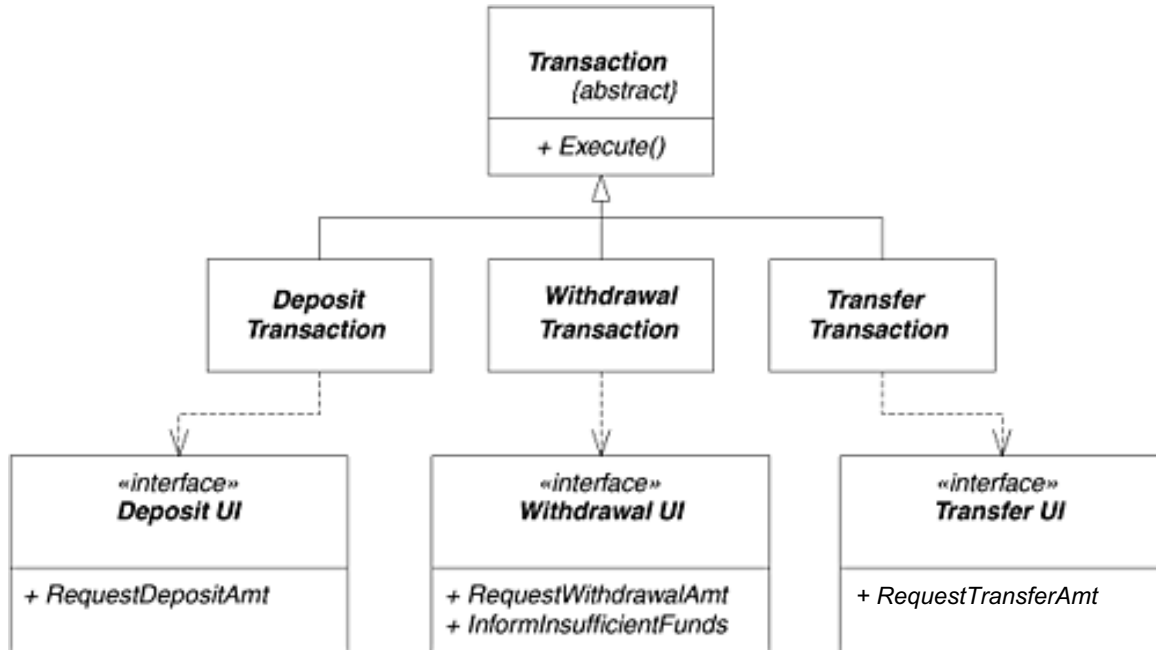 Transaction
{abstract}
+ Execute()
Deposit
Transaction
Withdrawal
Transaction
Transfer
Transaction
«interface»
Deposit UI
+ RequestDepositAmt
«interface»
Withdrawal UI
+ RequestWithdrawalAmt
+ InformInsufficientFunds
«interface»
Transfer UI
+ RequestTransferAmt